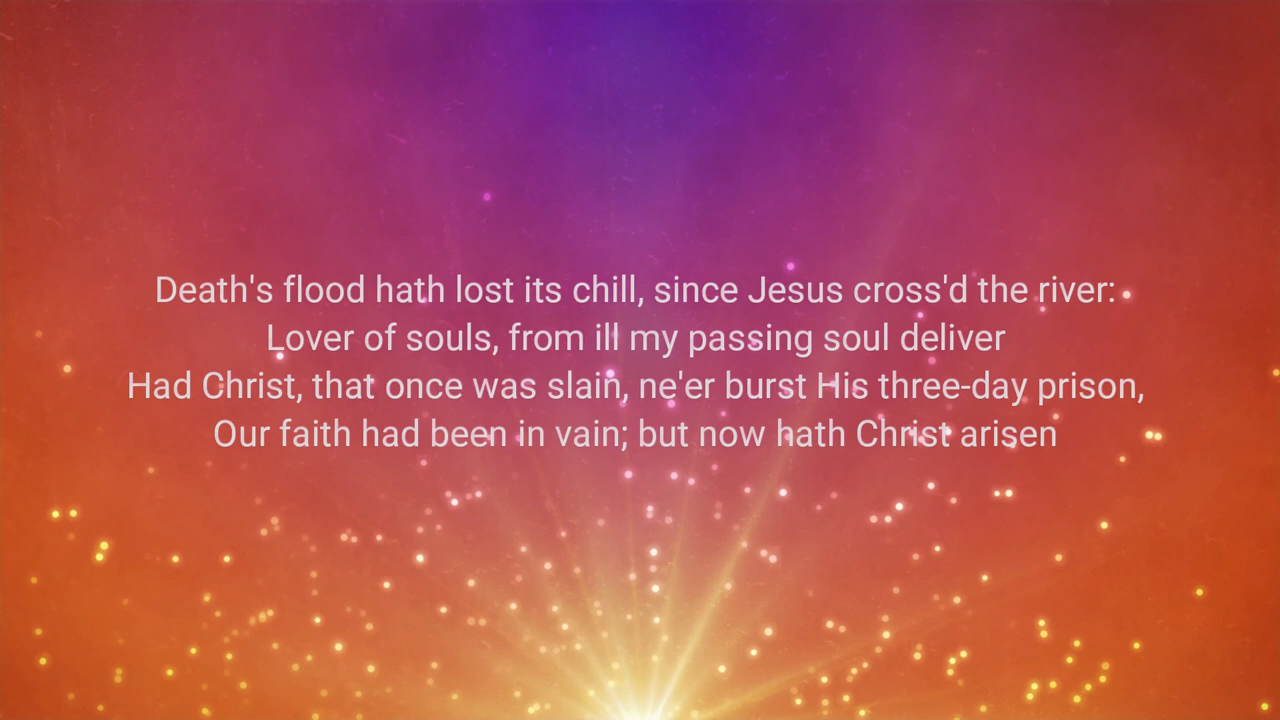 Death's flood hath lost its chill, since Jesus cross'd the river:
Lover of souls, from ill my passing soul deliver
Had Christ, that once was slain, ne'er burst His three-day prison,
Our faith had been in vain; but now hath Christ arisen